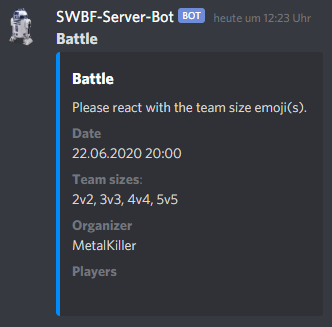 SWBF-Server-Bot BOT heute um 12:23 Uhr
Battle
Battle
Please react with the team size emoji(s).
Date
22.06.2020 20:00
Team sizes:
2v2, 3v3, 4v4, 5v5
Organizer
MetalKiller
Players